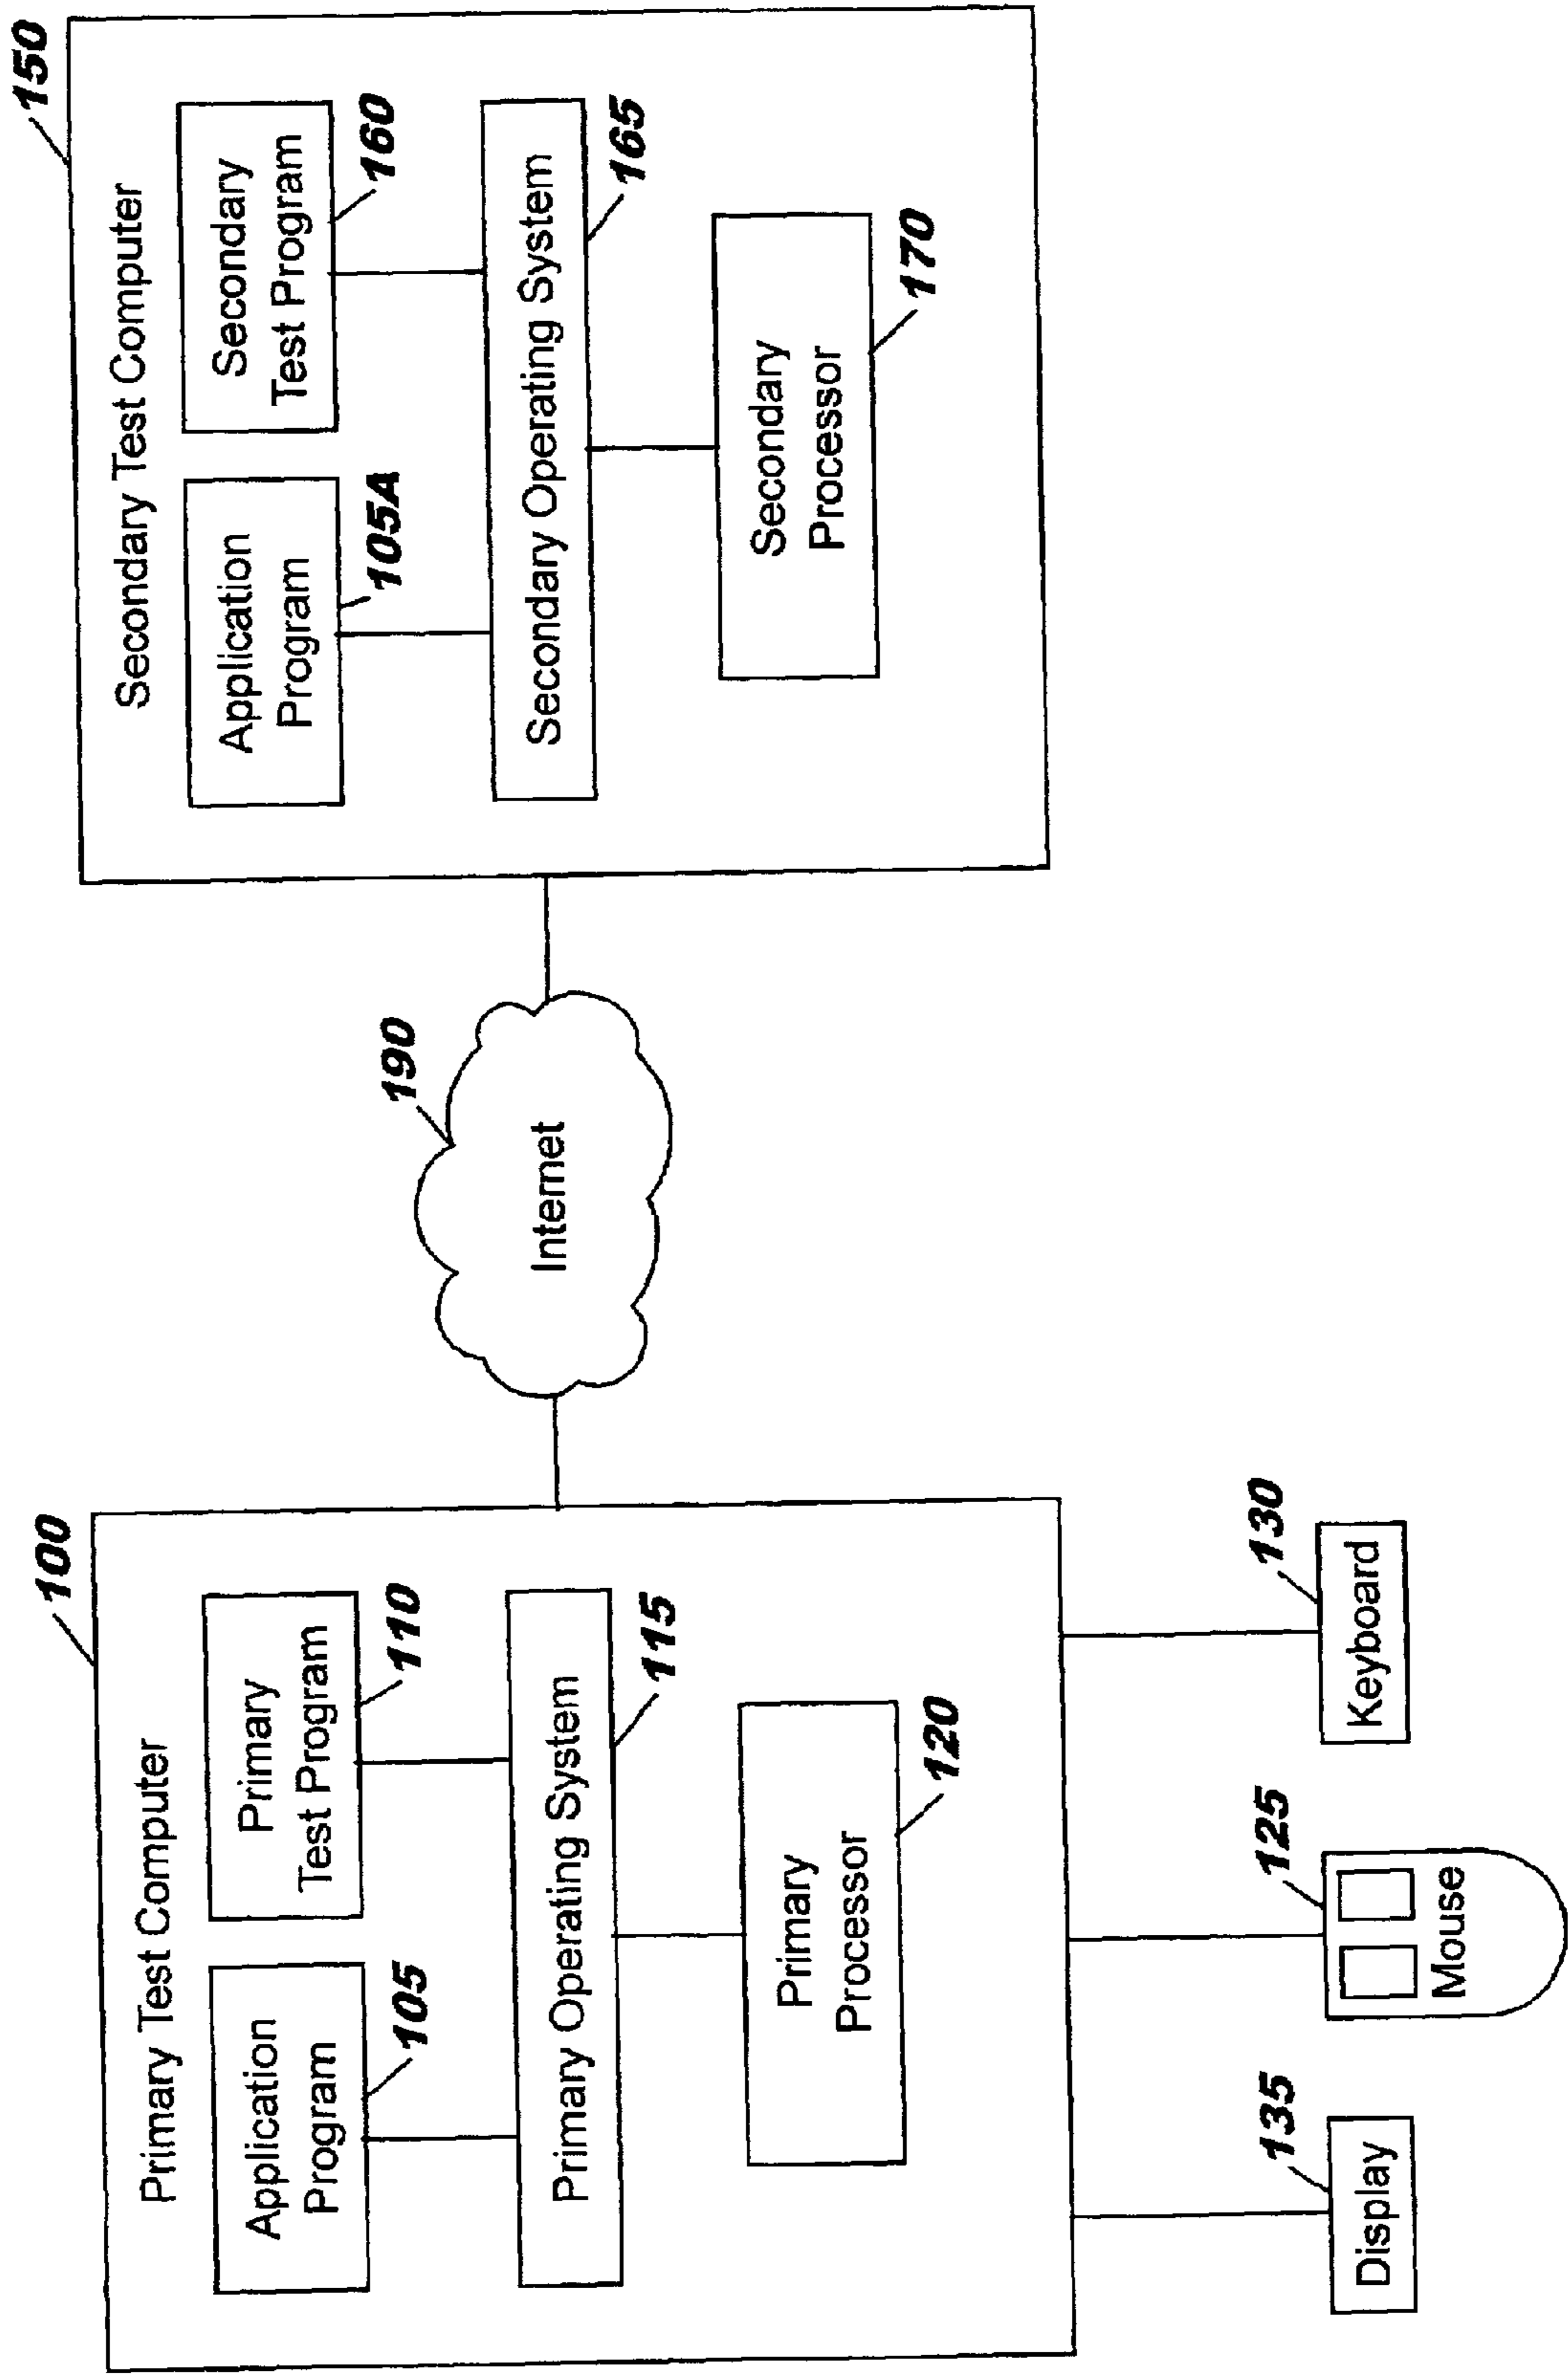 100
Primary Test Computer
Application
Program
105
Primary
Test Program
110
Primary Operating System
115
Primary
Processor
120
Display
135
Mouse
125
Keyboard
130
190
Internet
150
Secondary Test Computer
Application
Program
105A
Secondary
Test Program
160
Secondary Operating System
165
Secondary
Processor
170